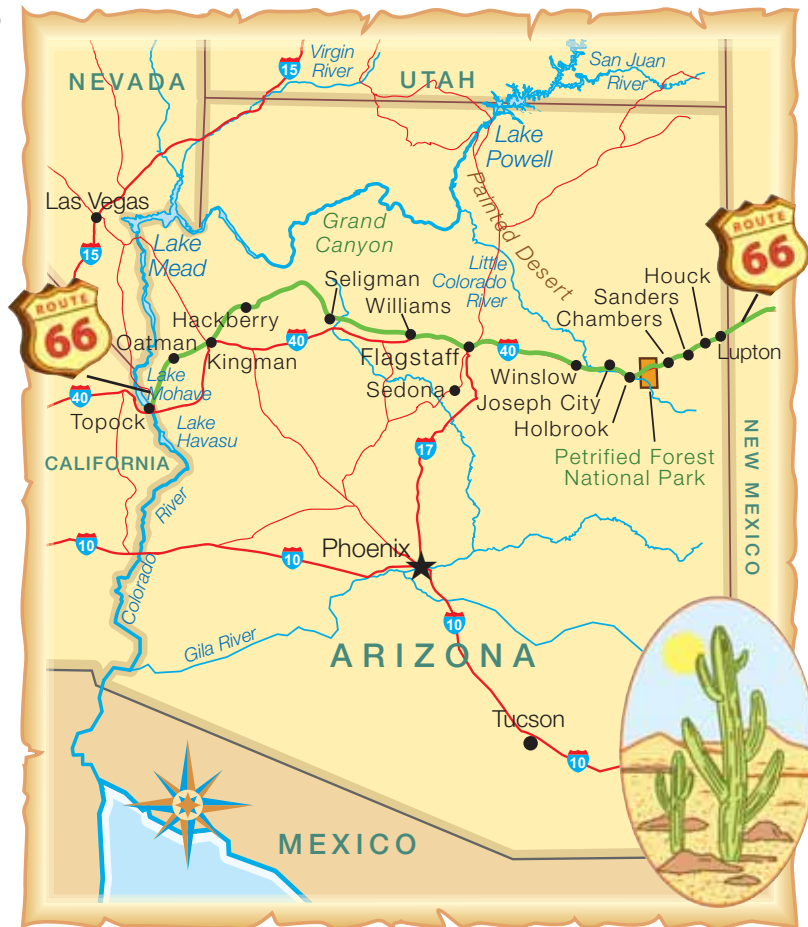 Virgin
River
15
San Juan
River
NEVADA
UTAH
Lake
Powell
Painted Desert
Las Vegas
15
Lake
Mead
Grand
Canyon
Little
Colorado
River
ROUTE
66
Houck
Sanders
Chambers
Seligman
Williams
ROUTE
66
Hackberry
Oatman
40
Kingman
Flagstaff
40
Lupton
Winslow
Sedona
Joseph City
Holbrook
Lake
Mohave
40
Topock
Lake
Havasu
17
Petrified Forest
National Park
CALIFORNIA
NEW MEXICO
River
Colorado
10
10
Phoenix
10
Gila River
ARIZONA
Tucson
10
MEXICO